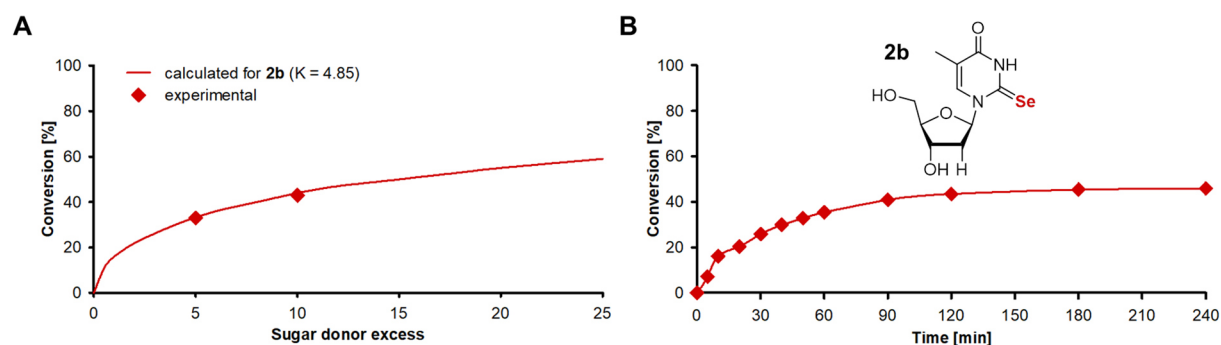 A
100
80
60
40
20
0
Conversion [%]
calculated for 2b (K = 4.85)
experimental
0 5 10 15 20 25
Sugar donor excess
B
2b
O
NH
N
Se
HO
O
OH H
100
80
60
40
20
0
Conversion [%]
0 30 60 90 120 150 180 210 240
Time [min]